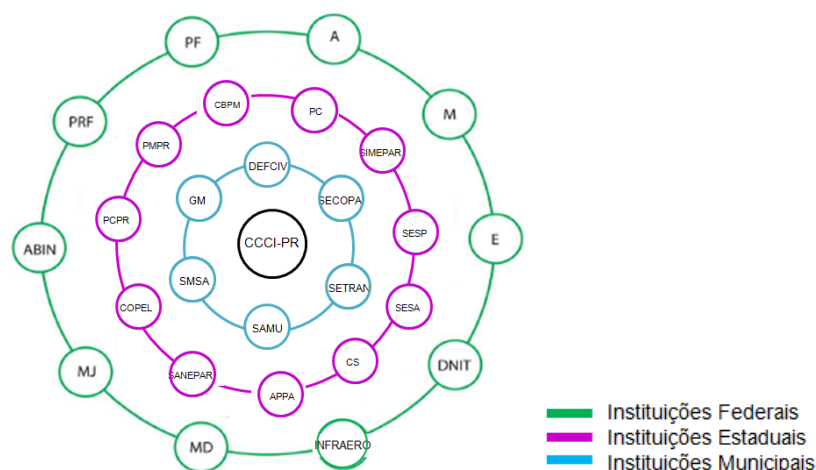 PF
A
PRF
M
CBPM
PC
PMPR
SIMEPAR
DEFCIV
GM
SECOPA
PCPR
SESP
ABIN
CCCI-PR
E
SMSA
SETRAN
COPEL
SESA
SAMU
MJ
SANEPAR
CS
DNIT
APPA
MD
INFRAERO
Instituições Federais
Instituições Estaduais
Instituições Municipais